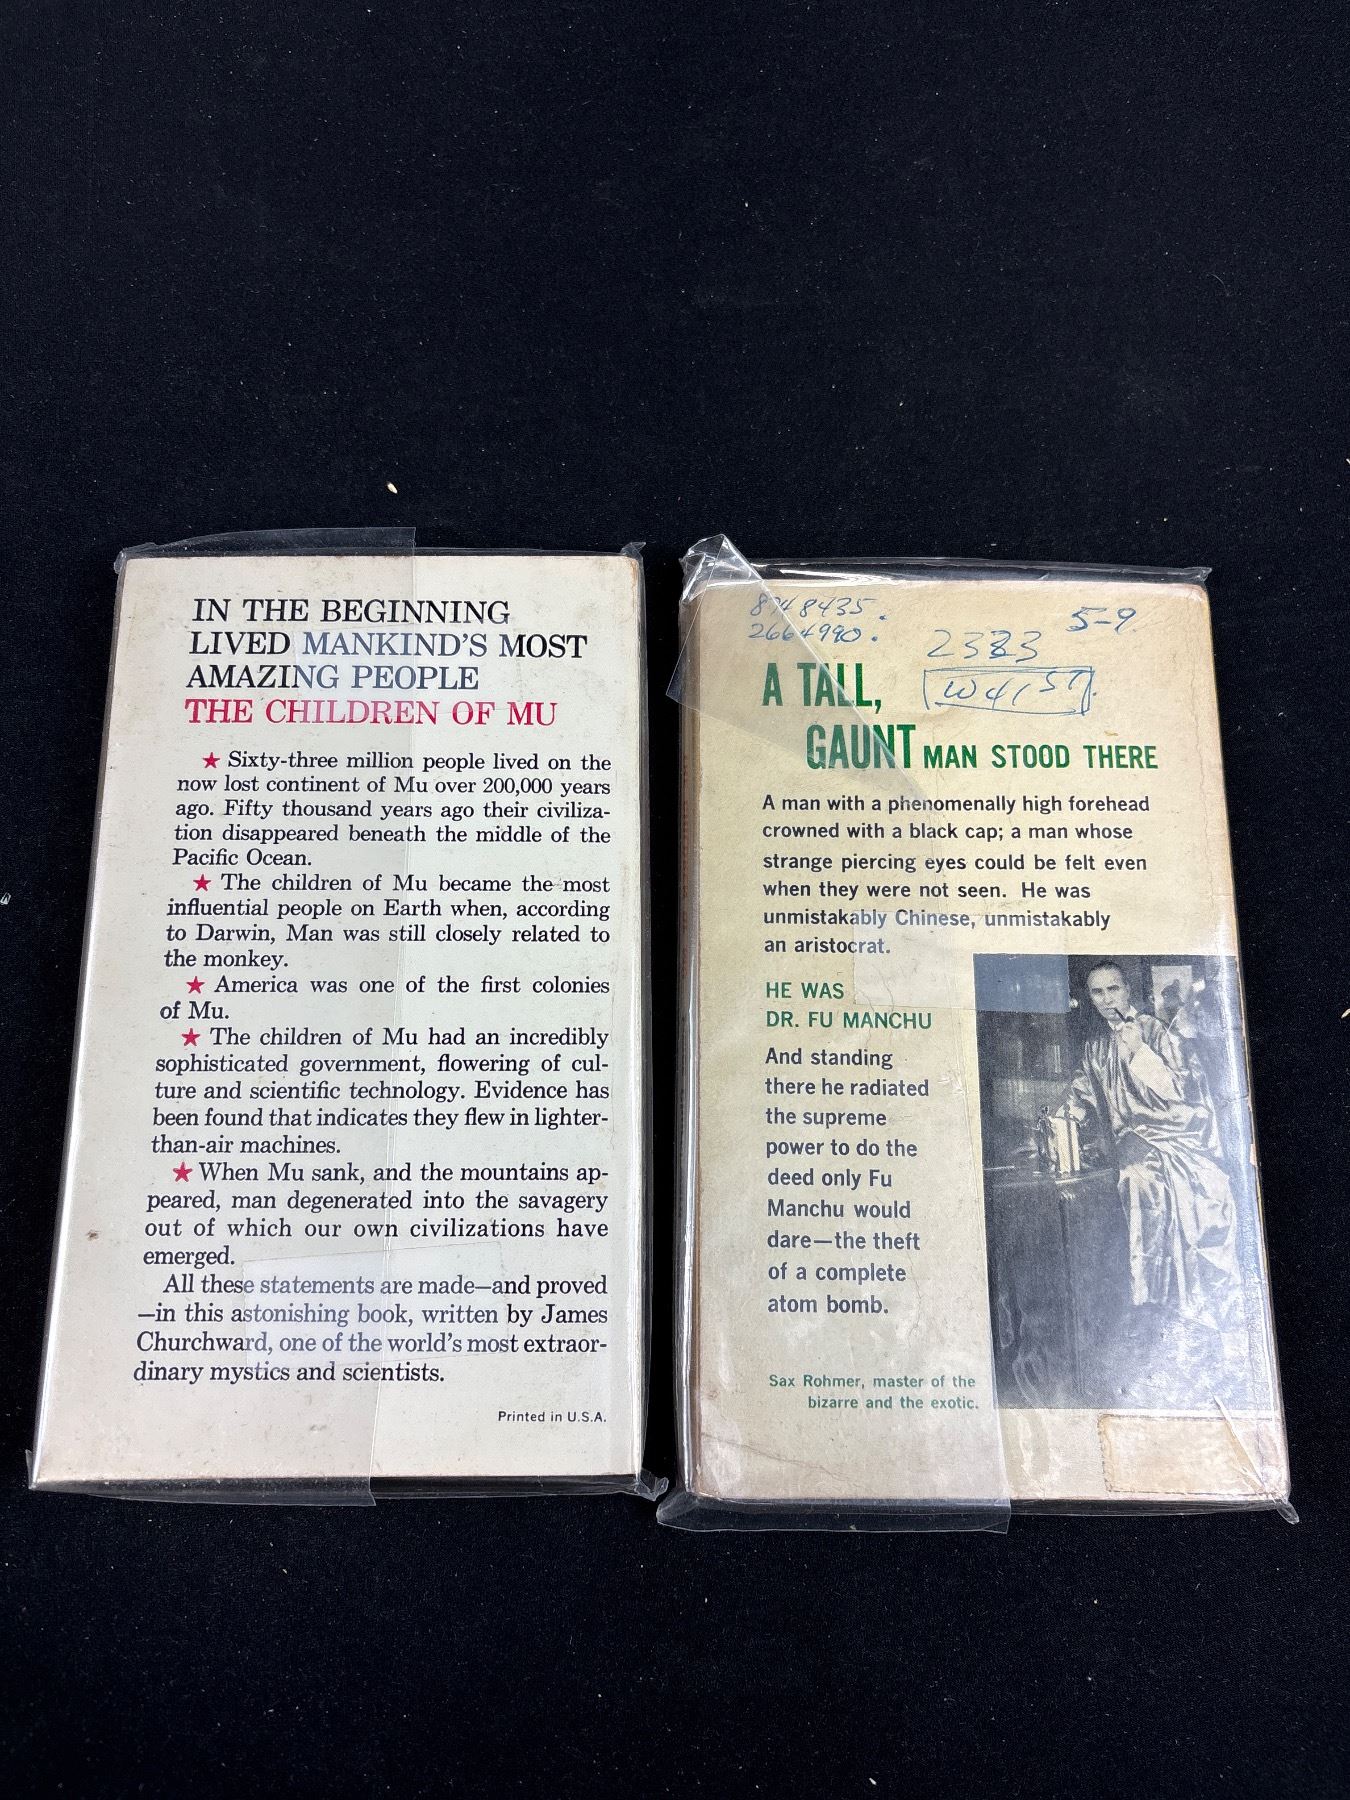 IN THE BEGINNING
LIVED MANKIND'S MOST
AMAZING PEOPLE
THE CHILDREN OF MU
★ Sixty-three million people lived on the
now lost continent of Mu over 200,000 years
ago. Fifty thousand years ago their civiliza-
tion disappeared beneath the middle of the
Pacific Ocean.
★ The children of Mu became the most
influential people on Earth when, according
to Darwin, Man was still closely related to
the monkey.
★ America was one of the first colonies
of Mu.
★ The children of Mu had an incredibly
sophisticated government, flowering of cul-
ture and scientific technology. Evidence has
been found that indicates they flew in lighter-
than-air machines.
★ When Mu sank, and the mountains ap-
peared, man degenerated into the savagery
out of which our own civilizations have
emerged.
All these statements are made—and proved
—in this astonishing book, written by James
Churchward, one of the world's most extraor-
dinary mystics and scientists.
Printed in U.S.A.
2664990.
5-9
2333
W 41 ST.
A TALL,
GAUNT MAN STOOD THERE
A man with a phenomenally high forehead
crowned with a black cap; a man whose
strange piercing eyes could be felt even
when they were not seen. He was
unmistakably Chinese, unmistakably
an aristocrat.
HE WAS
DR. FU MANCHU
And standing
there he radiated
the supreme
power to do the
deed only Fu
Manchu would
dare—the theft
of a complete
atom bomb.
Sax Rohmer, master of the
bizarre and the exotic.